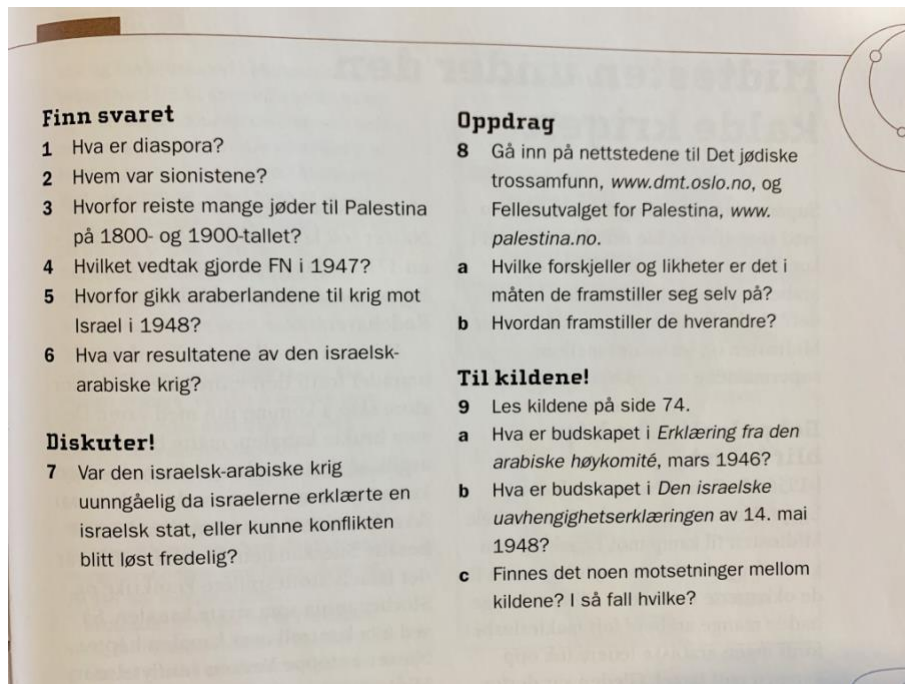 Finn svaret
1 Hva er diaspora?
2 Hvem var sionistene?
3 Hvorfor reiste mange jøder til Palestina
på 1800- og 1900-tallet?
4 Hvilket vedtak gjorde FN i 1947?
5 Hvorfor gikk araberlandene til krig mot
Israel i 1948?
6 Hva var resultatene av den israelsk-
arabiske krig?
Diskuter!
7 Var den israelsk-arabiske krig
uunngåelig da israelerne erklærte en
israelsk stat, eller kunne konflikten
blitt løst fredelig?
Oppdrag
8 Gå inn på nettstedene til Det jødiske
trossamfunn, www.dmt.oslo.no, og
Fellesutvalget for Palestina, www.
palestina.no.
a Hvilke forskjeller og likheter er det i
måten de framstiller seg selv på?
b Hvordan framstiller de hverandre?
Til kildene!
9 Les kildene på side 74.
a Hva er budskapet i Erklæring fra den
arabiske høykomité, mars 1946?
b Hva er budskapet i Den israelske
uavhengighetserklæringen av 14. mai
1948?
c Finnes det noen motsetninger mellom
kildene? I så fall hvilke?